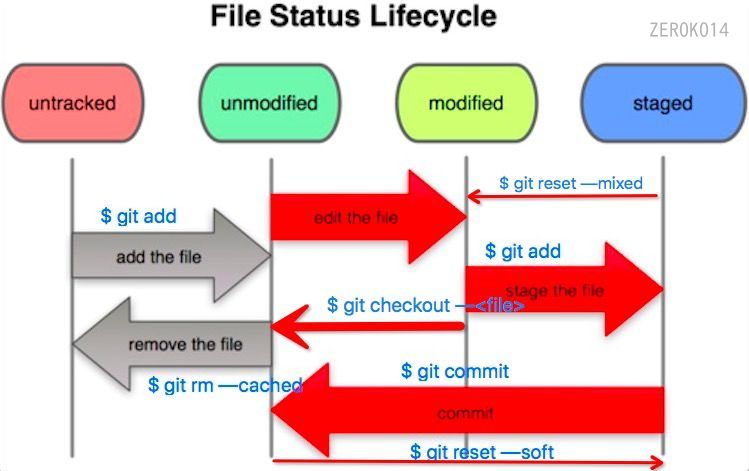 File Status Lifecycle
ZEROK014
untracked
unmodified
modified
staged
$ git reset —mixed
$ git add
edit the file
$ git add
add the file
stage the file
$ git checkout —<file>
remove the file
$ git rm —cached
$ git commit
commit
$ git reset —soft